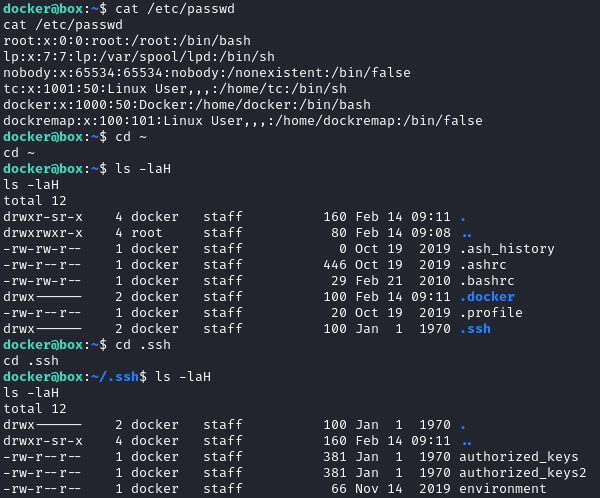 docker@box:~$ cat /etc/passwd
cat /etc/passwd
root:x:0:0:root:/root:/bin/bash
lp:x:7:7:lp:/var/spool/lpd:/bin/sh
nobody:x:65534:65534:nobody:/nonexistent:/bin/false
tc:x:1001:50:Linux User,,,:/home/tc:/bin/sh
docker:x:1000:50:Docker:/home/docker:/bin/bash
dockremap:x:100:101:Linux User,,,:/home/dockremap:/bin/false
docker@box:~$ cd ~
cd ~
docker@box:~$ ls -laH
ls -laH
total 12
drwxr-sr-x    4 docker   staff          160 Feb 14 09:11 .
drwxrwxr-x    4 root     staff           80 Feb 14 09:08 ..
-rw-rw-r--    1 docker   staff            0 Oct 19  2019 .ash_history
-rw-r--r--    1 docker   staff          446 Oct 19  2019 .ashrc
-rw-rw-r--    1 docker   staff           29 Feb 21  2010 .bashrc
drwx------    2 docker   staff          100 Feb 14 09:11 .docker
-rw-r--r--    1 docker   staff           20 Oct 19  2019 .profile
drwx------    2 docker   staff          100 Jan  1  1970 .ssh
docker@box:~$ cd .ssh
cd .ssh
docker@box:~/.ssh$ ls -laH
ls -laH
total 12
drwx------    2 docker   staff          100 Jan  1  1970 .
drwxr-sr-x    4 docker   staff          160 Feb 14 09:11 ..
-rw-r--r--    1 docker   staff          381 Jan  1  1970 authorized_keys
-rw-r--r--    1 docker   staff          381 Jan  1  1970 authorized_keys2
-rw-r--r--    1 docker   staff           66 Nov 14  2019 environment